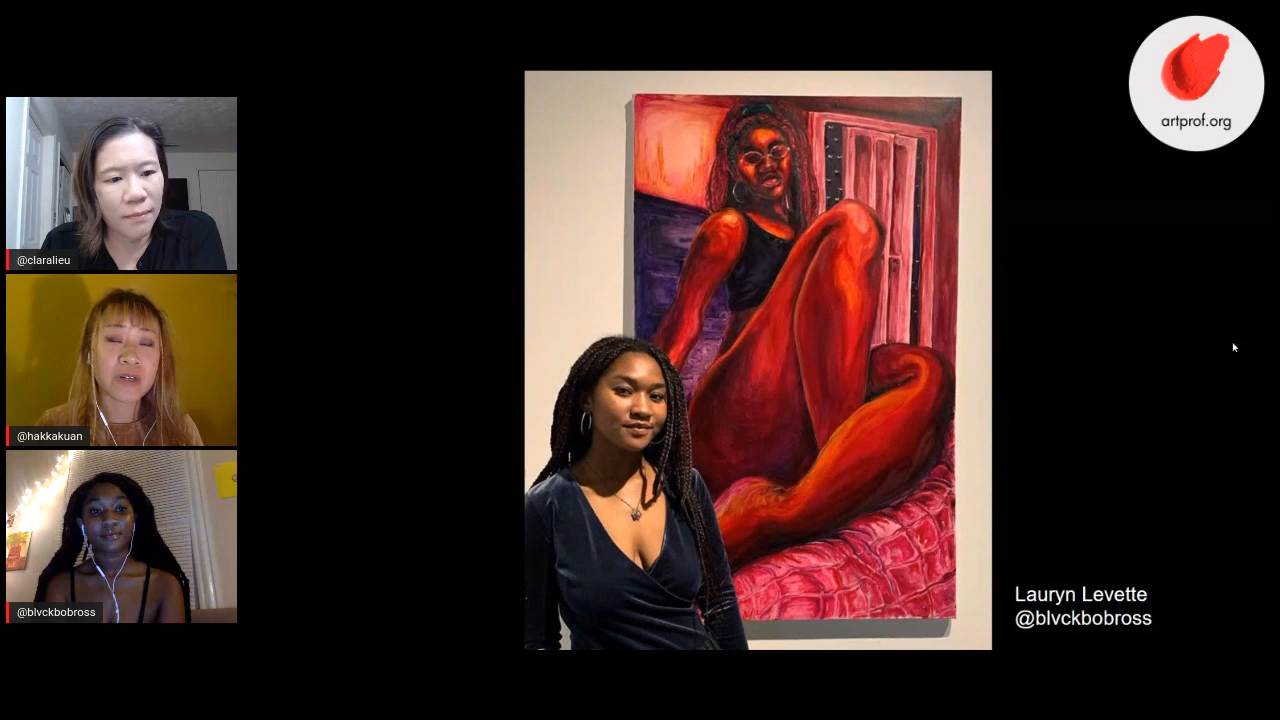 @claralieu
@hakkakuan
@blvckbobross
artprof.org
Lauryn Levette
@blvckbobross